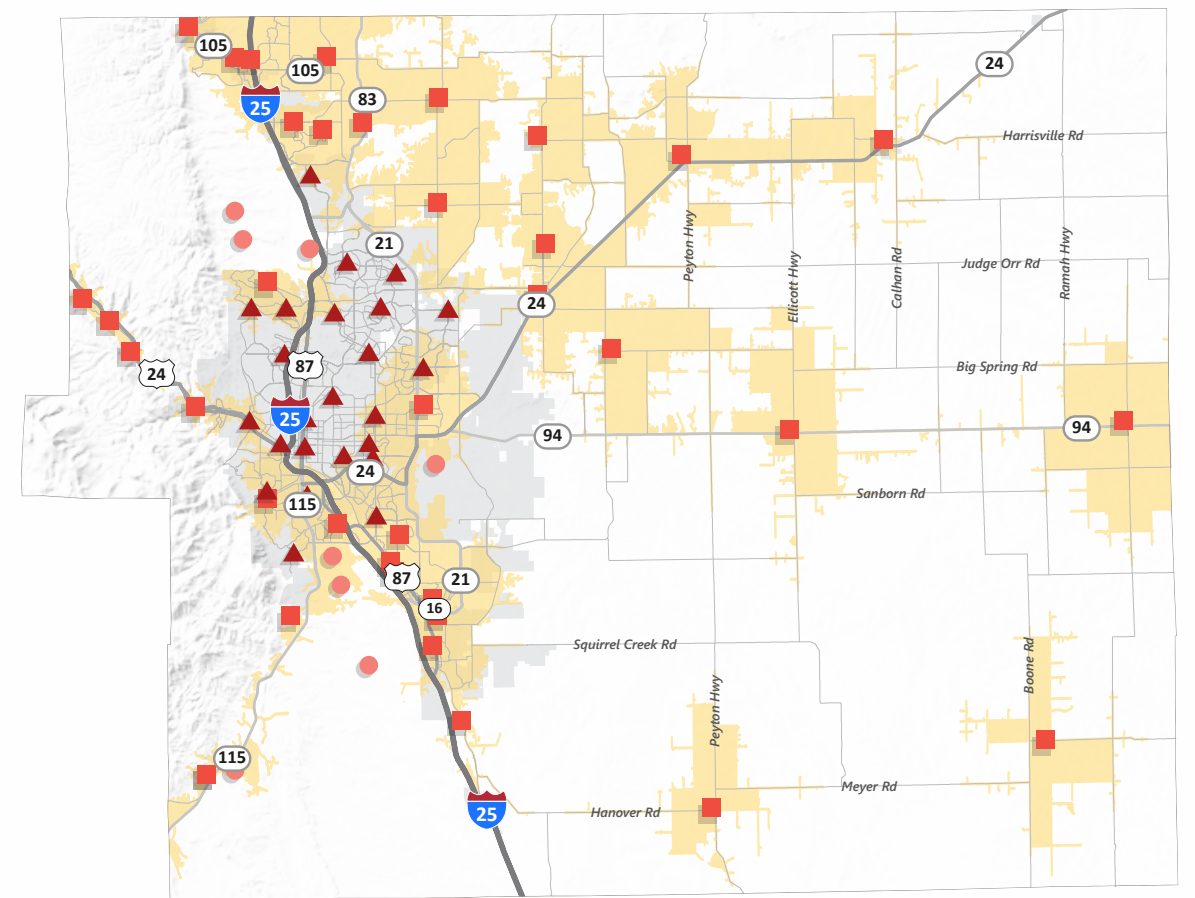 105
24
105
83
25
Harrisville Rd
21
Peyton Hwy
Ellicott Hwy
Calhan Rd
Judge Orr Rd
Ramah Hwy
24
87
24
Big Spring Rd
25
94
94
24
Sanborn Rd
115
87
21
16
Squirrel Creek Rd
Boone Rd
Peyton Hwy
115
Meyer Rd
Hanover Rd
25